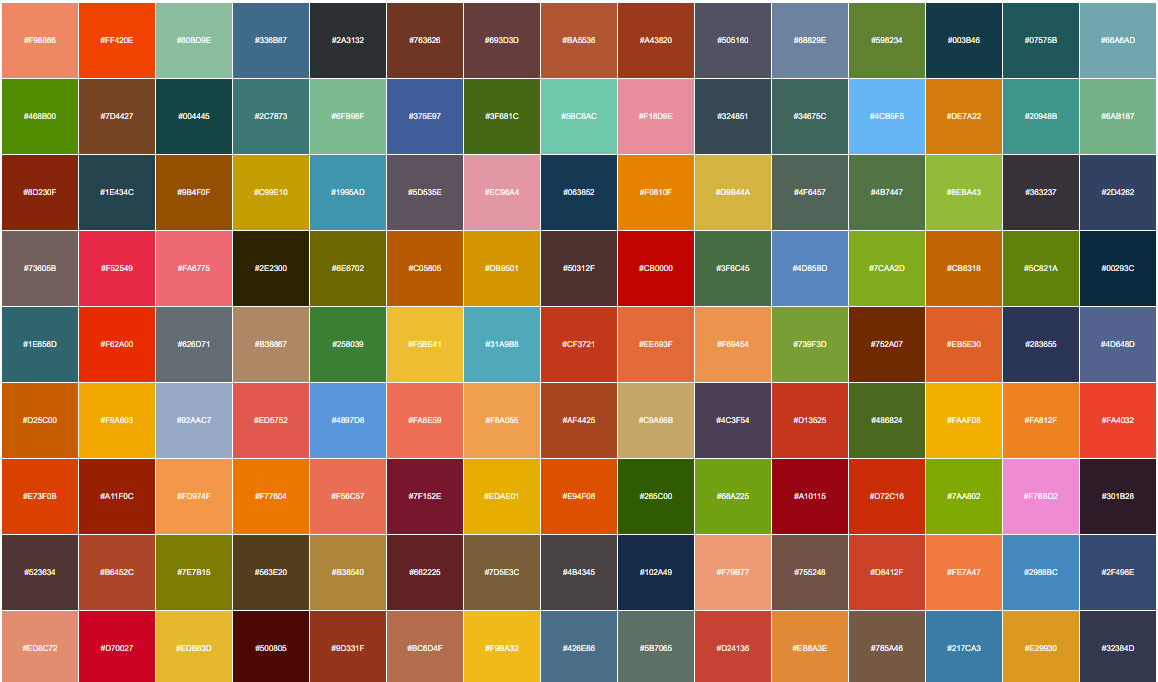 #F98866 #FF420E #80BD9E #336B87 #2A3132 #763626 #693D3D #BA5536 #A43820 #505160 #68829E #598234 #003B46 #07575B #66A6AD
#468B00 #7D4427 #004445 #2C7873 #6FB98F #375E97 #3F681C #5BC8AC #F18D9E #324851 #34675C #4CB5F5 #DE7A22 #20948B #6AB187
#8D230F #1E434C #9B4F0F #C99E10 #1995AD #5D535E #EC96A4 #063852 #F0810F #D9B44A #4F6457 #4B7447 #8EBA43 #363237 #2D4262
#73605B #F52549 #FA6775 #2E2300 #6E6702 #C05805 #DB9501 #50312F #CB0000 #3F6C45 #4D85BD #7CAA2D #CB6318 #5C821A #00293C
#1E656D #F62A00 #626D71 #B38867 #258039 #F5BE41 #31A9B8 #CF3721 #EE693F #F69454 #739F3D #752A07 #EB5E30 #283655 #4D648D
#D25C00 #F9A603 #92AAC7 #ED5752 #4897D8 #FA6E59 #F8A055 #AF4425 #C9A66B #4C3F54 #D13525 #486824 #FAAF08 #FA812F #FA4032
#E73F0B #A11F0C #FD974F #F77604 #F56C57 #7F152E #EDAE01 #E94F08 #265C00 #68A225 #A10115 #D72C16 #7AA802 #F76BD2 #301B28
#523634 #B6452C #7E7B15 #563E20 #B38540 #662225 #7D5E3C #4B4345 #102A49 #F79B77 #755248 #D8412F #FE7A47 #2988BC #2F496E
#ED8C72 #D70027 #EDB83D #500805 #9D331F #BC6D4F #F9BA32 #426E86 #5B7065 #D24136 #EB8A3E #785A46 #217CA3 #E29930 #32384D